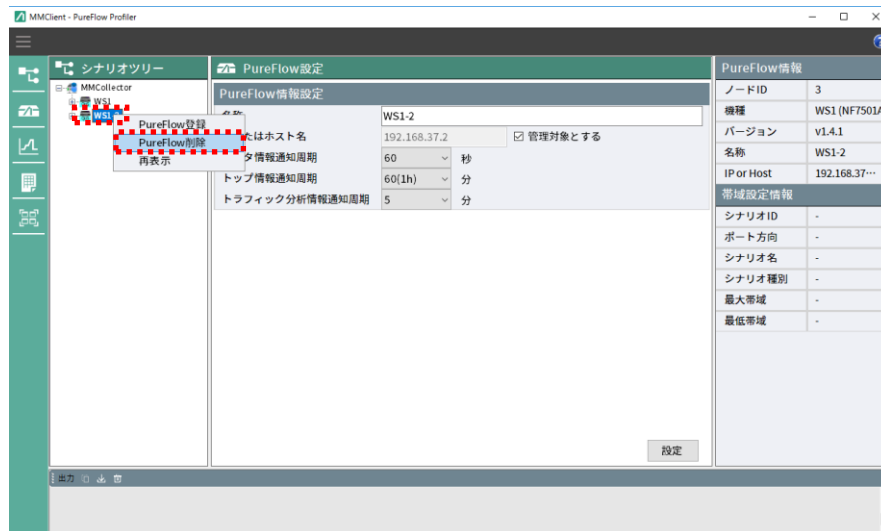 MMClient - PureFlow Profiler
シナリオツリー
MMCollector
WS1
WS1-2
PureFlow登録
PureFlow削除
再表示
PureFlow設定
PureFlow情報設定
名称 WS1-2
たはホスト名 192.168.37.2 管理対象とする
タ情報通知周期 60 秒
トップ情報通知周期 60(1h) 分
トラフィック分析情報通知周期 5 分
設定
PureFlow情報
ノードID 3
機種 WS1 (NF7501A
バージョン v1.4.1
名称 WS1-2
IP or Host 192.168.37…
帯域設定情報
シナリオID -
ポート方向 -
シナリオ名 -
シナリオ種別 -
最大帯域 -
最低帯域 -
出力